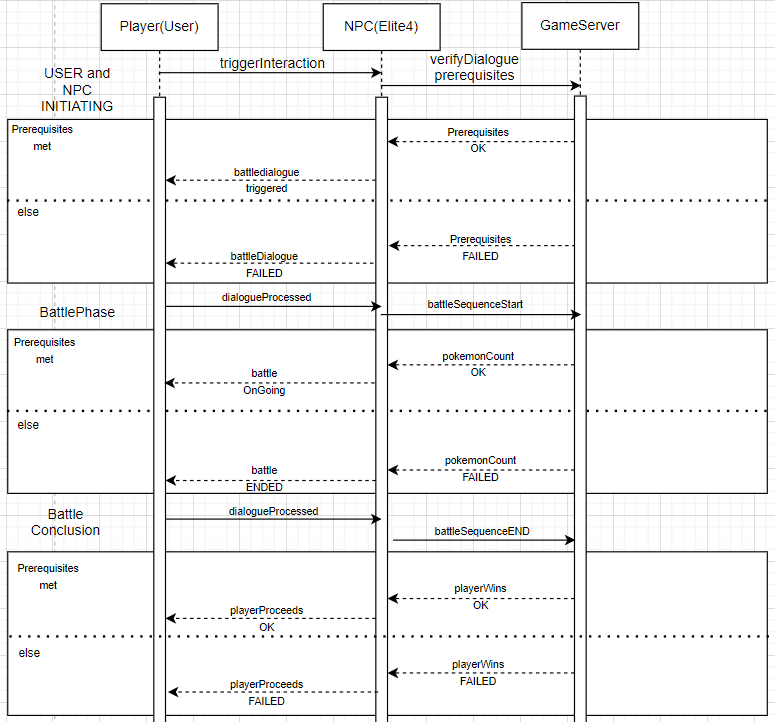 Player(User)
NPC(Elite4)
GameServer
triggerInteraction
verifyDialogue
prerequisites
USER and
NPC
INITIATING
Prerequisites
met
Prerequisites
OK
battledialogue
triggered
else
Prerequisites
FAILED
battleDialogue
FAILED
dialogueProcessed
battleSequenceStart
BattlePhase
Prerequisites
met
pokemonCount
OK
battle
OnGoing
else
pokemonCount
FAILED
battle
ENDED
dialogueProcessed
Battle
Conclusion
battleSequenceEND
Prerequisites
met
playerWins
OK
playerProceeds
OK
else
playerWins
FAILED
playerProceeds
FAILED